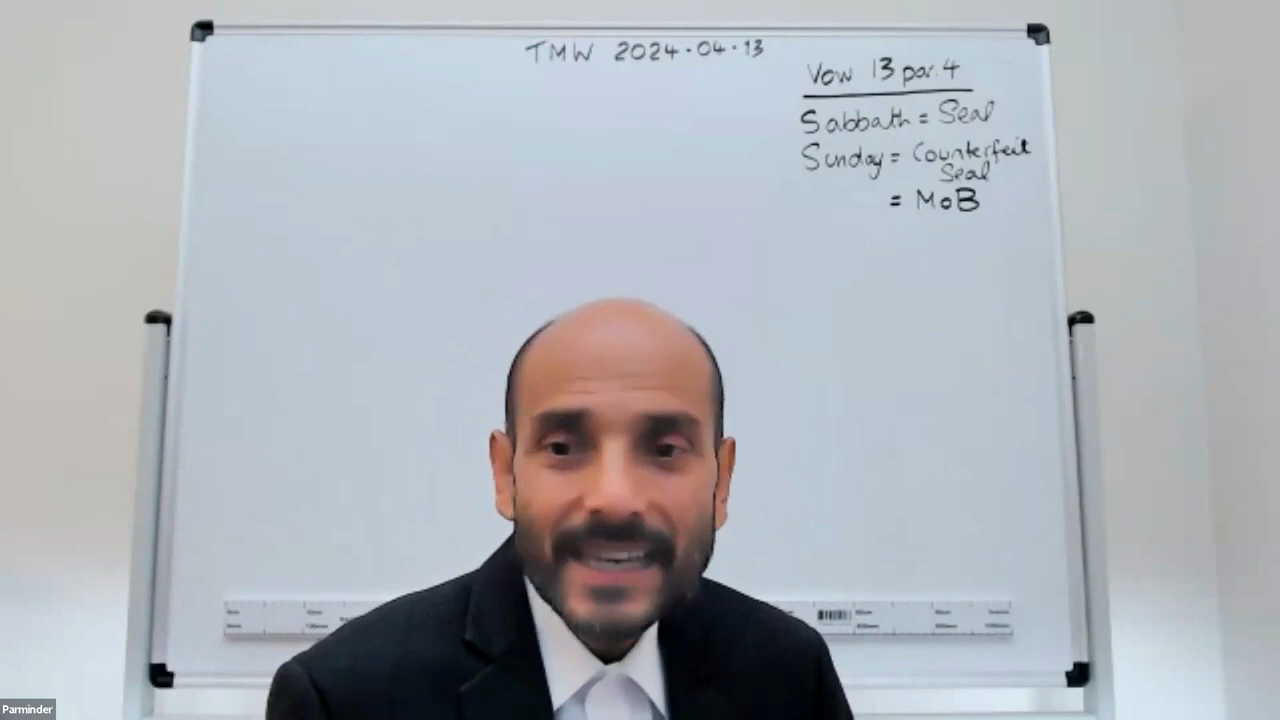 TMW 2024-04-13
Vow 13 par. 4
Sabbath = Seal
Sunday = Counterfeit
Seal
= MoB
Parminder